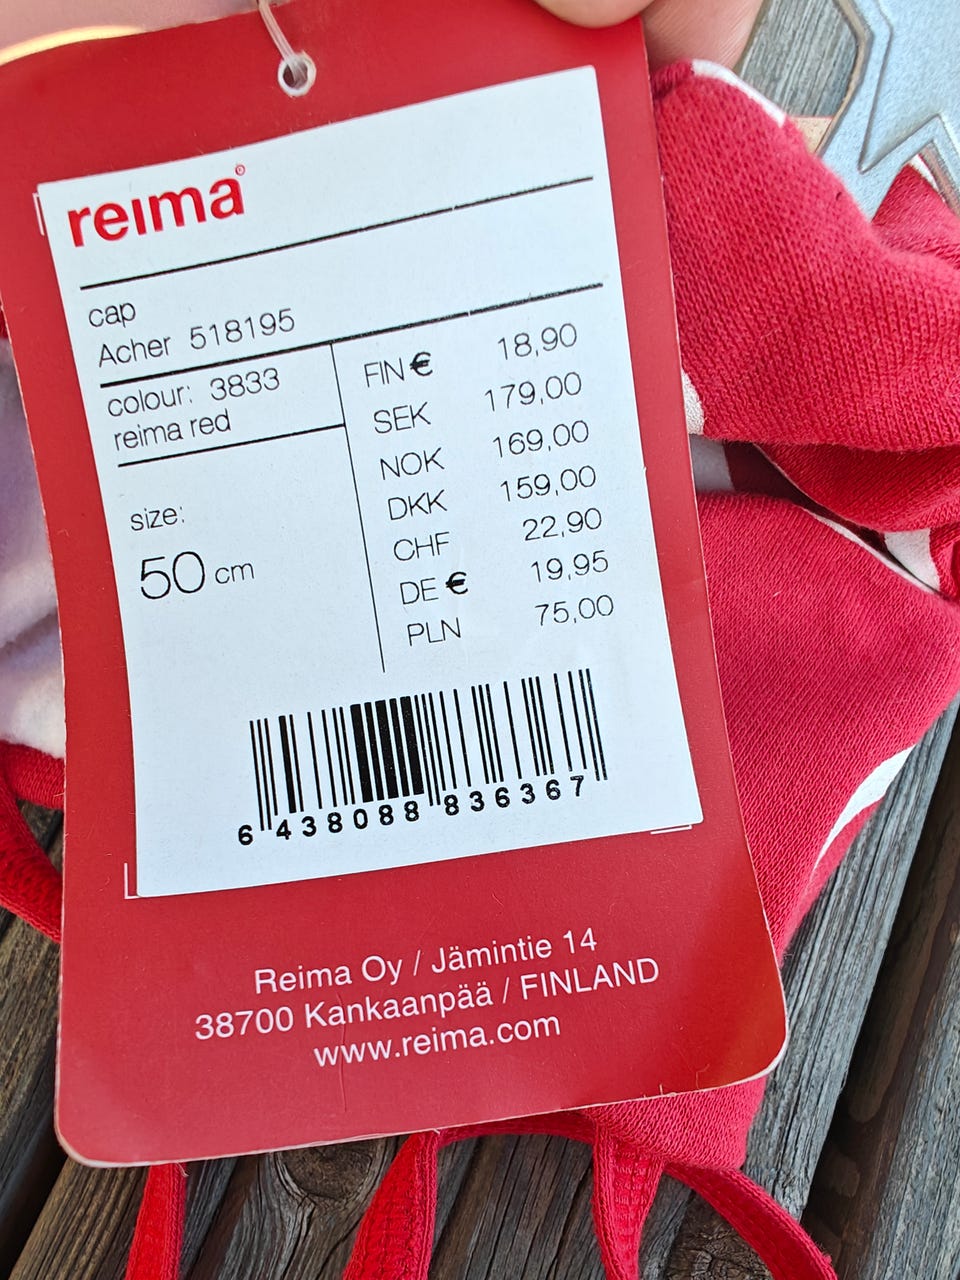 reima®
cap
Acher 518195
colour: 3833
reima red
size:
50 cm
FIN € 18,90
SEK 179,00
NOK 169,00
DKK 159,00
CHF 22,90
DE € 19,95
PLN 75,00
6 438088 836367
Reima Oy / Jämintie 14
38700 Kankaanpää / FINLAND
www.reima.com